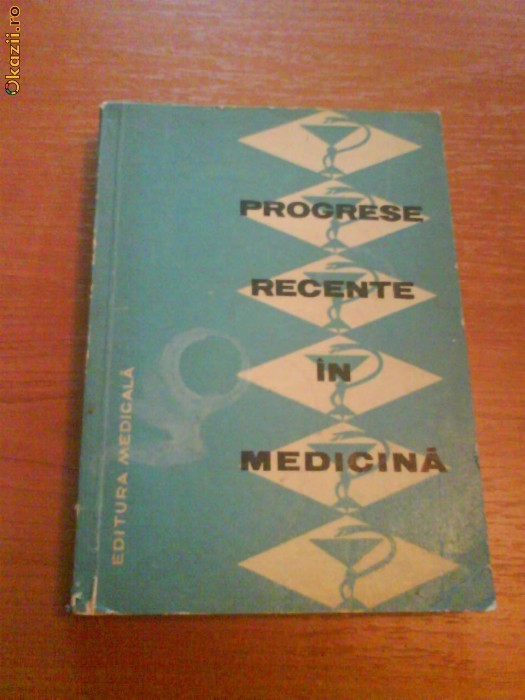 Okazii.ro
PROGRESE
RECENTE
ÎN
MEDICINĂ
EDITURA MEDICALĂ